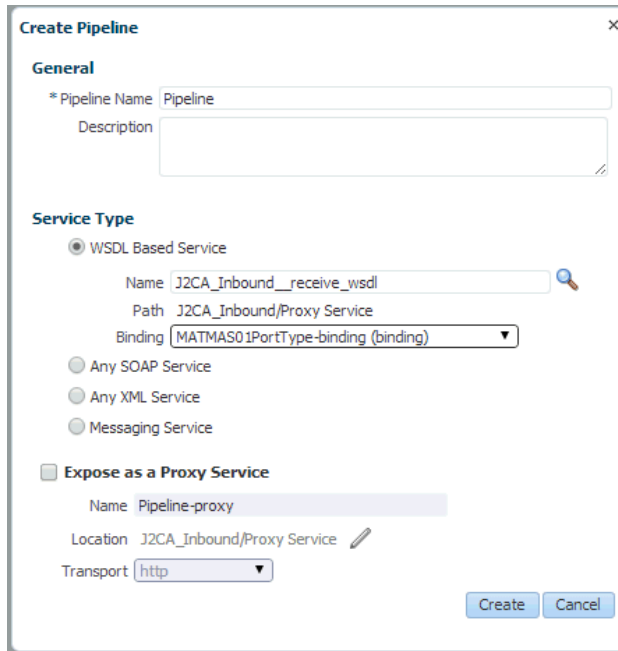 Create Pipeline ×
General
* Pipeline Name Pipeline
Description
Service Type
WSDL Based Service
Name J2CA_Inbound__receive_wsdl
Path J2CA_Inbound/Proxy Service
Binding MATMAS01PortType-binding (binding)
Any SOAP Service
Any XML Service
Messaging Service
Expose as a Proxy Service
Name Pipeline-proxy
Location J2CA_Inbound/Proxy Service
Transport http
Create Cancel